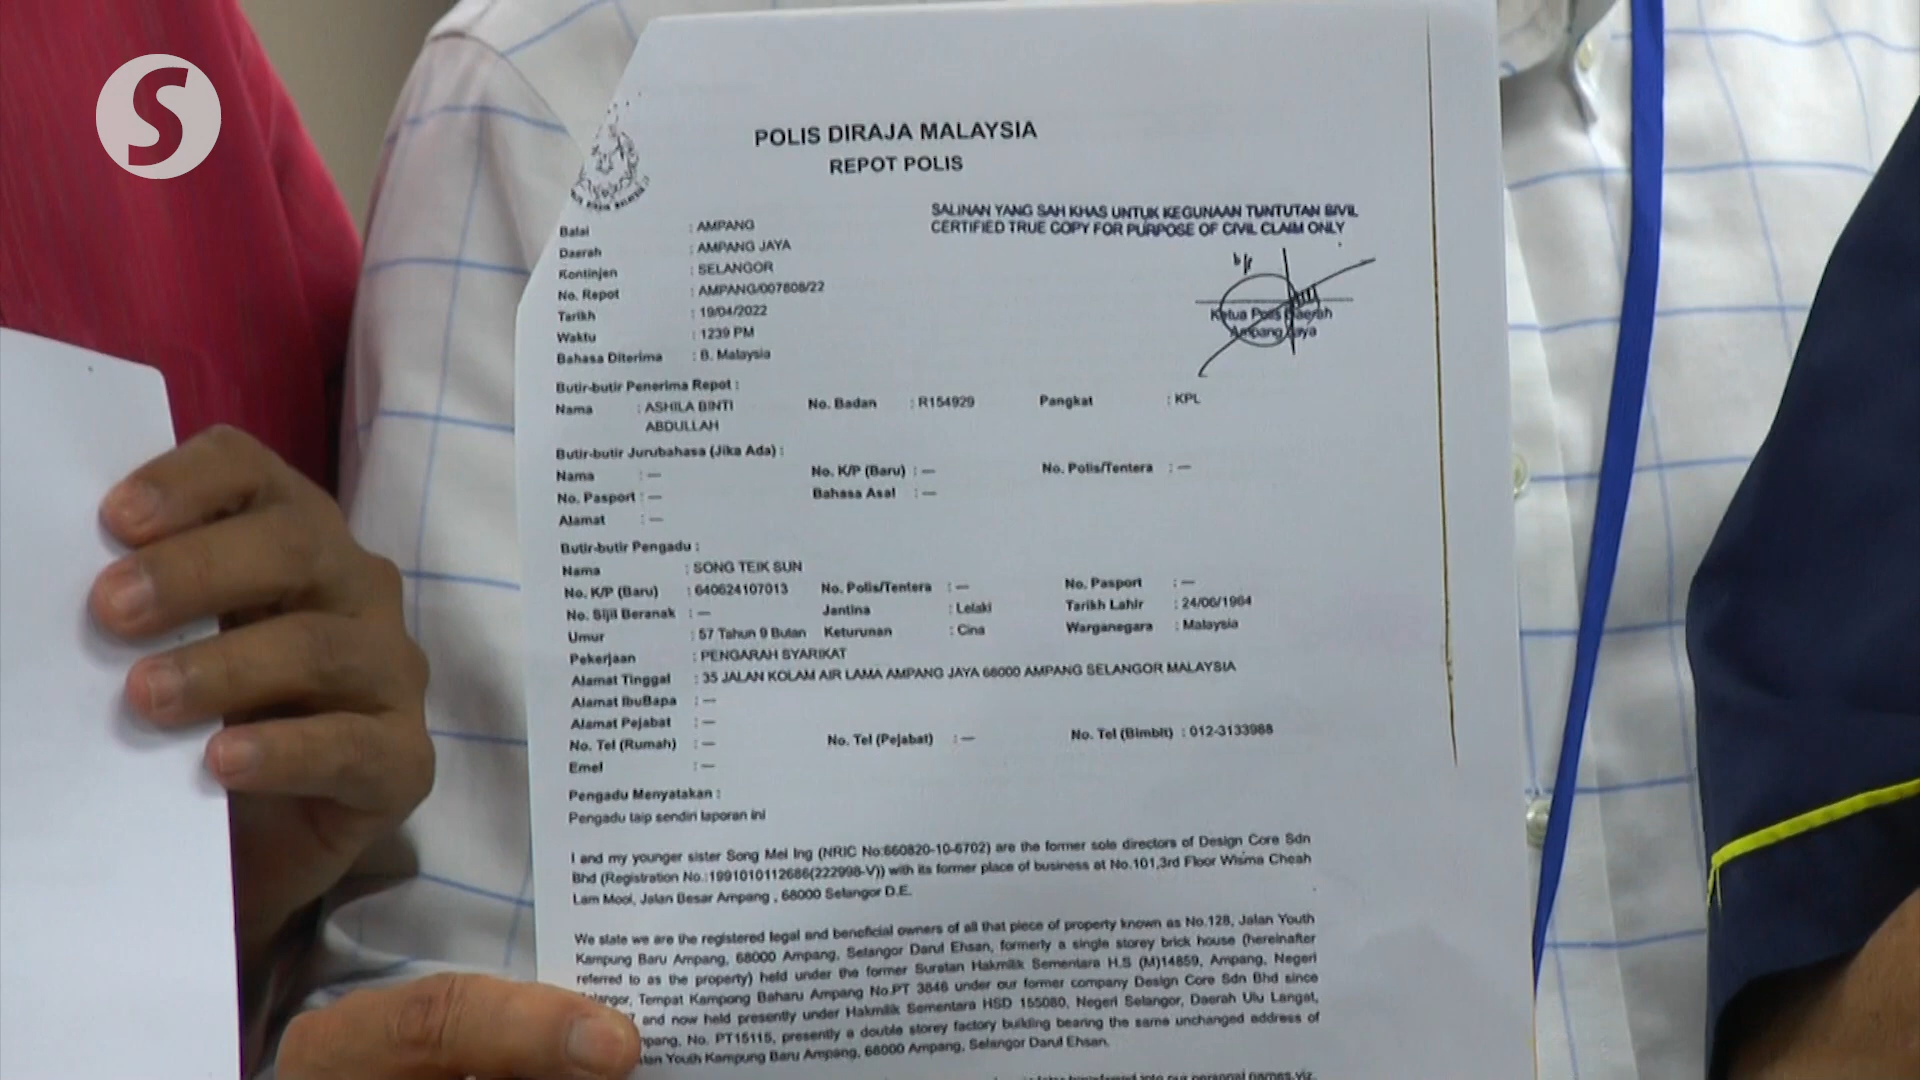 S
POLIS DIRAJA MALAYSIA
REPOT POLIS
SALINAN YANG SAH KHAS UNTUK KEGUNAAN TUNTUTAN SIVIL
CERTIFIED TRUE COPY FOR PURPOSE OF CIVIL CLAIM ONLY
Ketua Polis Daerah
Ampang Jaya
Balai : AMPANG
Daerah : AMPANG JAYA
Kontinjen : SELANGOR
No. Repot : AMPANG/007808/22
Tarikh : 19/04/2022
Waktu : 1239 PM
Bahasa Diterima : B. Malaysia
Butir-butir Penerima Repot :
Nama : ASHILA BINTI No. Badan : R154929 Pangkat : KPL
ABDULLAH
Butir-butir Jurubahasa (Jika Ada) :
Nama : — No. K/P (Baru) : — No. Polis/Tentera : —
No. Pasport : — Bahasa Asal : —
Alamat : —
Butir-butir Pengadu :
Nama : SONG TEIK SUN
No. K/P (Baru) : 640624107013 No. Polis/Tentera : — No. Pasport : —
No. Sijil Beranak : — Jantina : Lelaki Tarikh Lahir : 24/06/1964
Umur : 57 Tahun 9 Bulan Keturunan : Cina Warganegara : Malaysia
Pekerjaan : PENGARAH SYARIKAT
Alamat Tinggal : 35 JALAN KOLAM AIR LAMA AMPANG JAYA 68000 AMPANG SELANGOR MALAYSIA
Alamat IbuBapa : —
Alamat Pejabat : —
No. Tel (Rumah) : — No. Tel (Pejabat) : — No. Tel (Bimbit) : 012-3133988
Emel : —
Pengadu Menyatakan :
Pengadu taip sendiri laporan ini
I and my younger sister Song Mei Ing (NRIC No:660820-10-6702) are the former sole directors of Design Core Sdn
Bhd (Registration No.:1991010112686(222998-V)) with its former place of business at No.101,3rd Floor Wisma Cheah
Lam Mooi, Jalan Besar Ampang , 68000 Selangor D.E.
We state we are the registered legal and beneficial owners of all that piece of property known as No.128, Jalan Youth
Kampung Baru Ampang, 68000 Ampang, Selangor Darul Ehsan, formerly a single storey brick house (hereinafter
referred to as the property) held under the former Suratan Hakmilik Sementara H.S (M)14859, Ampang, Negeri
Tempat Kampong Baharu Ampang No.PT 3846 under our former company Design Core Sdn Bhd since
and now held presently under Hakmilik Sementara HSD 155080, Negeri Selangor, Daerah Ulu Langat,
No. PT15115, presently a double storey factory building bearing the same unchanged address of
Youth Kampung Baru Ampang, 68000 Ampang, Selangor Darul Ehsan.
our personal names viz.